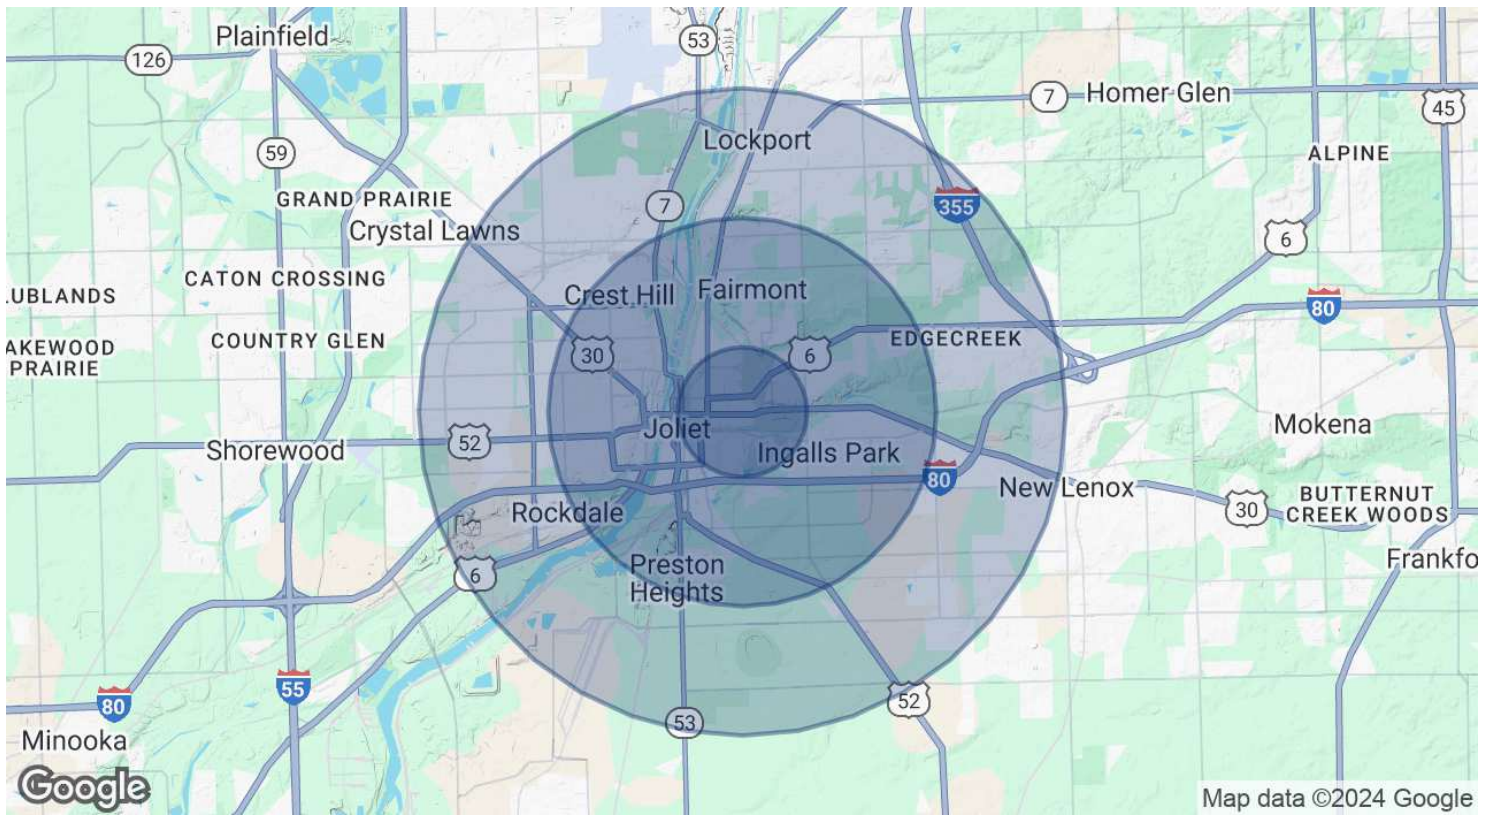 Plainfield
53
126
7
Homer Glen
45
Lockport
59
ALPINE
GRAND PRAIRIE
7
355
Crystal Lawns
6
CATON CROSSING
Crest Hill
Fairmont
LUBLANDS
80
COUNTRY GLEN
EDGECREEK
AKEWOOD
PRAIRIE
30
6
Joliet
Mokena
52
Shorewood
Ingalls Park
80
New Lenox
BUTTERNUT
CREEK WOODS
30
Rockdale
Frankfo
6
Preston
Heights
55
52
80
53
Minooka
Google
Map data ©2024 Google